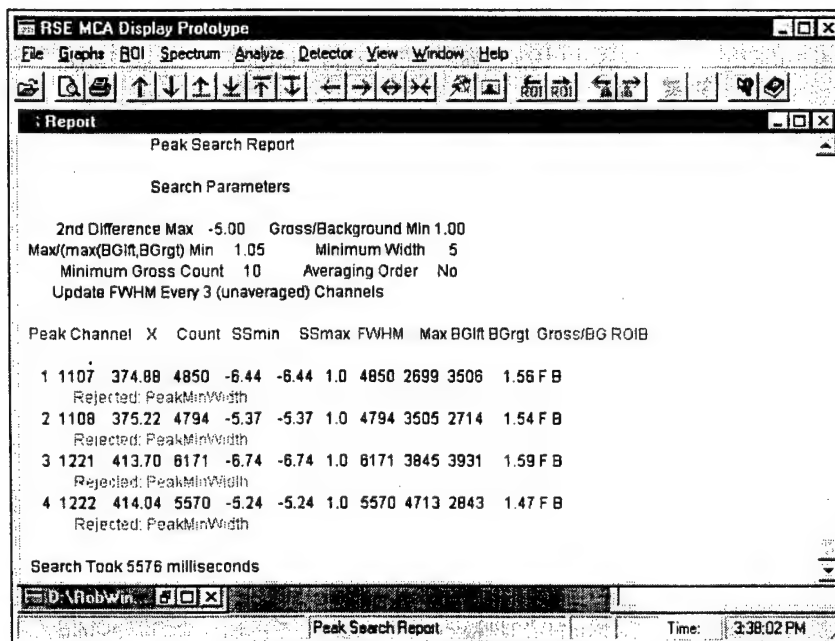 RSE MCA Display Prototype
File Graphs ROI Spectrum Analyze Detector View Window Help
ROI ROI
Report
Peak Search Report
Search Parameters
2nd Difference Max -5.00 Gross/Background Min 1.00
Max/(max(BGlft,BGrgt) Min 1.05 Minimum Width 5
Minimum Gross Count 10 Averaging Order No
Update FWHM Every 3 (unaveraged) Channels
Peak Channel X Count SSmin SSmax FWHM Max BGlft BGrgt Gross/BG ROIB
1 1107 374.88 4850 -6.44 -6.44 1.0 4850 2699 3506 1.56 F B
Rejected: PeakMinWidth
2 1108 375.22 4794 -5.37 -5.37 1.0 4794 3505 2714 1.54 F B
Rejected: PeakMinWidth
3 1221 413.70 6171 -6.74 -6.74 1.0 6171 3845 3931 1.59 F B
Rejected: PeakMinWidth
4 1222 414.04 5570 -5.24 -5.24 1.0 5570 4713 2843 1.47 F B
Rejected: PeakMinWidth
Search Took 5576 milliseconds
D:\RobWin...
Peak Search Report Time: 3:38:02 PM